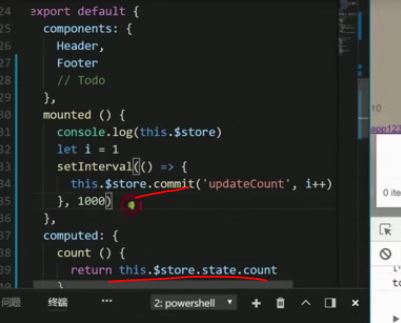 24
export default {
25
components: {
26
Header,
27
Footer
28
// Todo
29
},
30
mounted () {
31
console.log(this.$store)
32
let i = 1
33
setInterval(() => {
34
this.$store.commit('updateCount', i++)
35
}, 1000)
36
},
37
computed: {
38
count () {
39
return this.$store.state.count
}
问题 终端 ··· 2: powershell
10
app123
0 ite